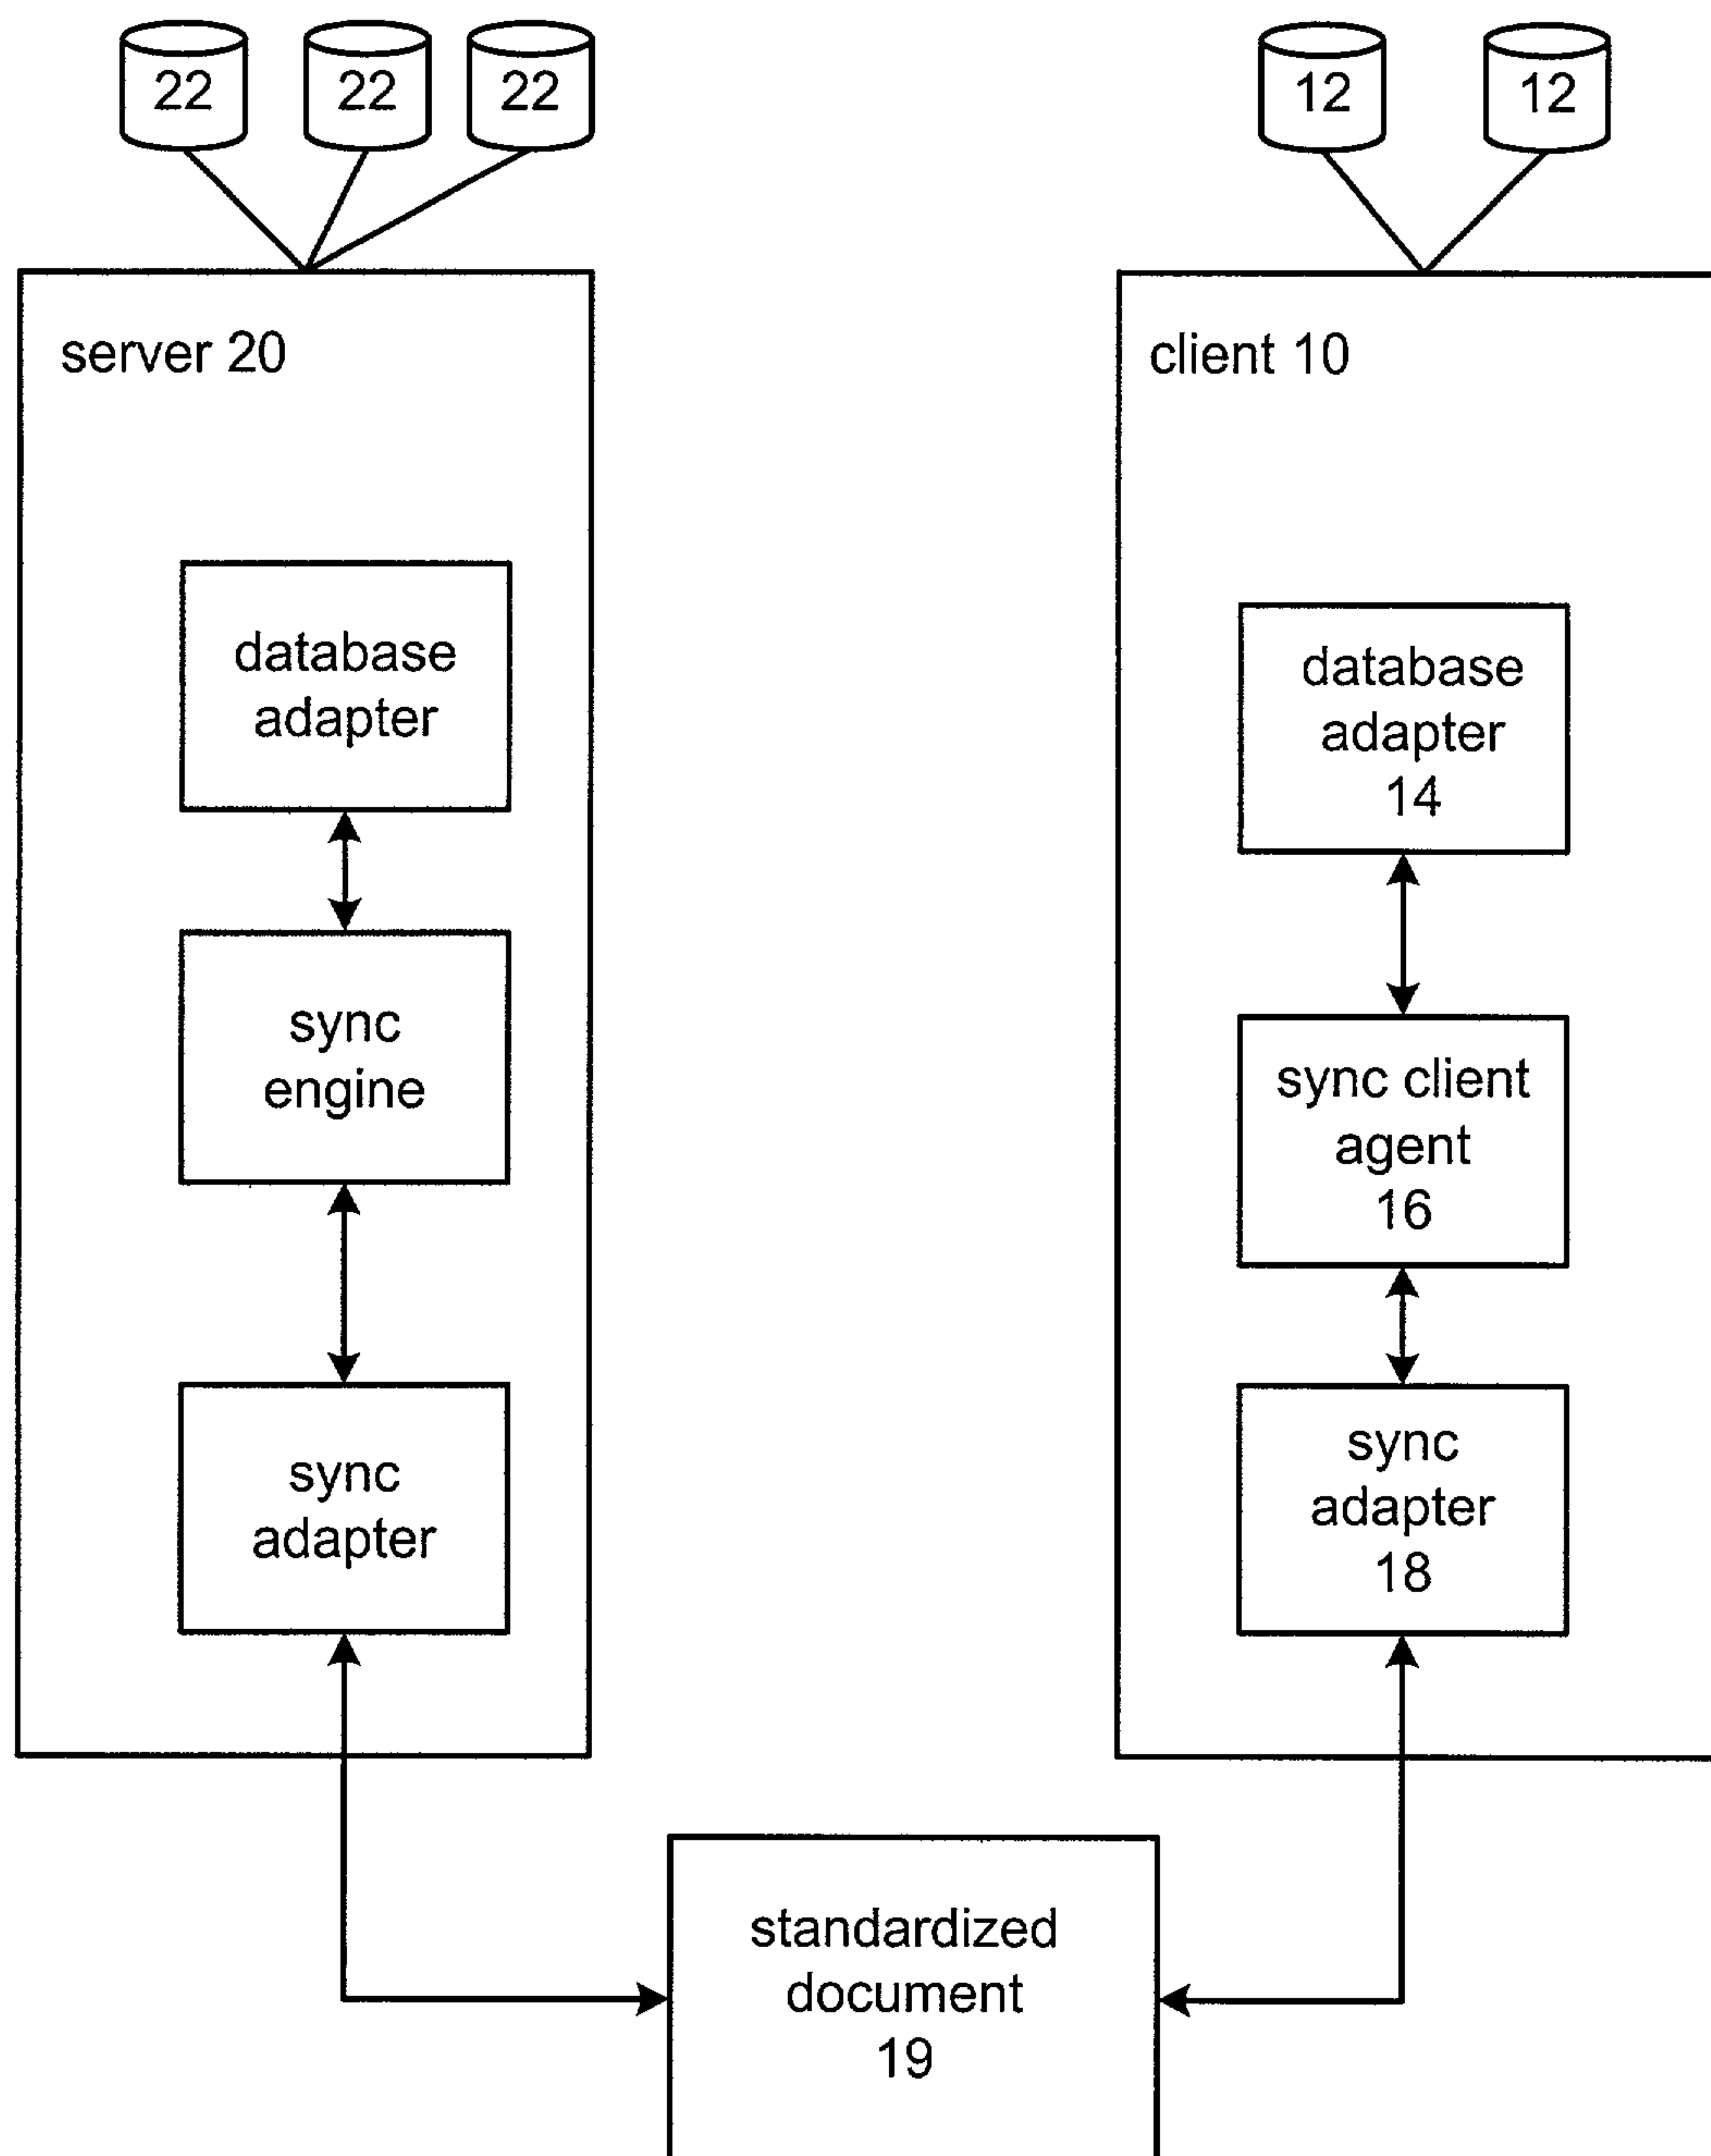 22
22
22
12
12
server 20
database
adapter
sync
engine
sync
adapter
client 10
database
adapter
14
sync client
agent
16
sync
adapter
18
standardized
document
19